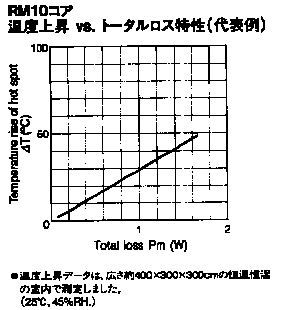 RM10コア
温度上昇 vs. トータルロス特性(代表例)
Temperature rise of hot spot
ΔT(℃)
100
50
0
0
1
2
Total loss Pm (W)
●温度上昇データは、広さ約400×300×300cmの恒温恒湿
の室内で測定しました。
(25℃, 45%RH.)